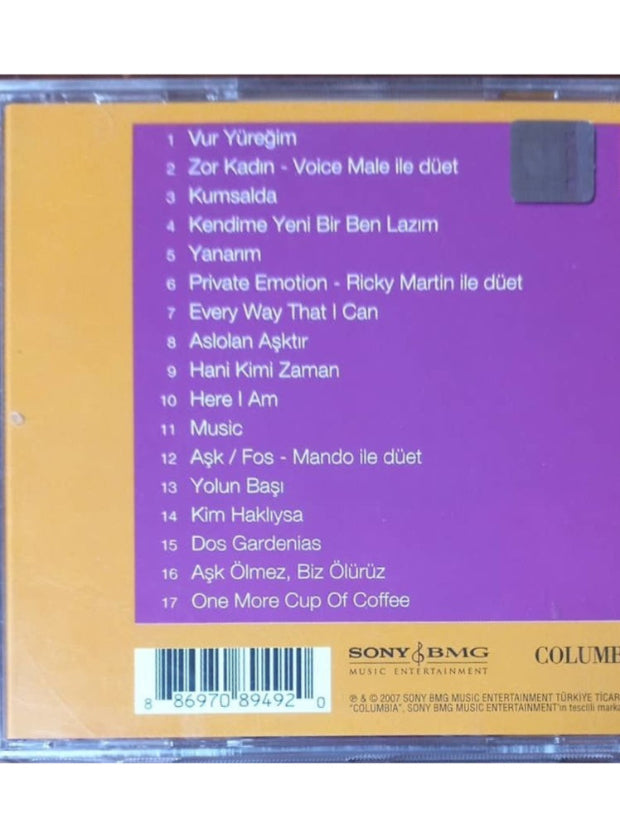 1 Vur Yüreğim
2 Zor Kadın - Voice Male ile düet
3 Kumsalda
4 Kendime Yeni Bir Ben Lazım
5 Yanarım
6 Private Emotion - Ricky Martin ile düet
7 Every Way That I Can
8 Aslolan Aşktır
9 Hani Kimi Zaman
10 Here I Am
11 Music
12 Aşk / Fos - Mando ile düet
13 Yolun Başı
14 Kim Haklıysa
15 Dos Gardenias
16 Aşk Ölmez, Biz Ölürüz
17 One More Cup Of Coffee
SONY BMG
MUSIC ENTERTAINMENT
COLUMB
8 86970 89492 0
℗ & © 2007 SONY BMG MUSIC ENTERTAINMENT TÜRKİYE TİCAR
"COLUMBIA", SONY BMG MUSIC ENTERTAINMENT'ın tescilli marka